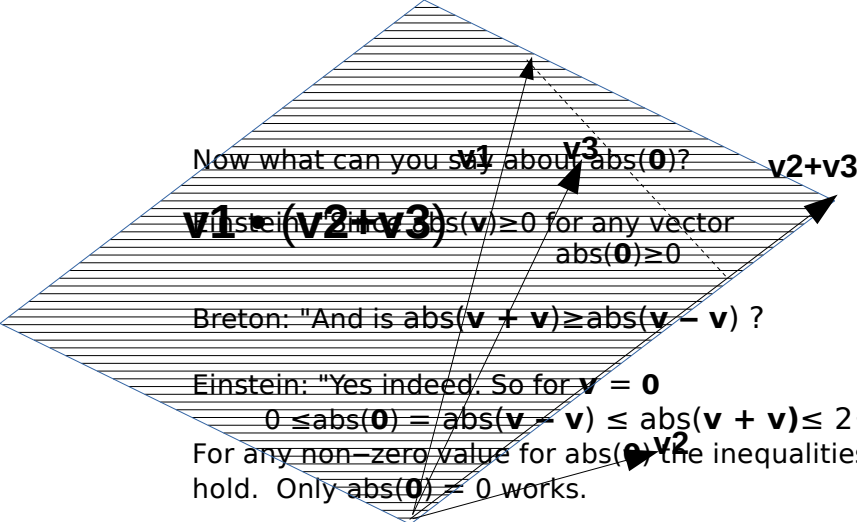 Now what can you say about abs(0)?
v1
v3
v2+v3
v1 • (v2+v3)
Einstein: "Since abs(v)≥0 for any vector
abs(0)≥0
Breton: "And is abs(v + v)≥abs(v − v) ?
Einstein: "Yes indeed. So for v = 0
0 ≤abs(0) = abs(v − v) ≤ abs(v + v)≤ 2
v2
For any non−zero value for abs(0) the inequalities
hold. Only abs(0) = 0 works.